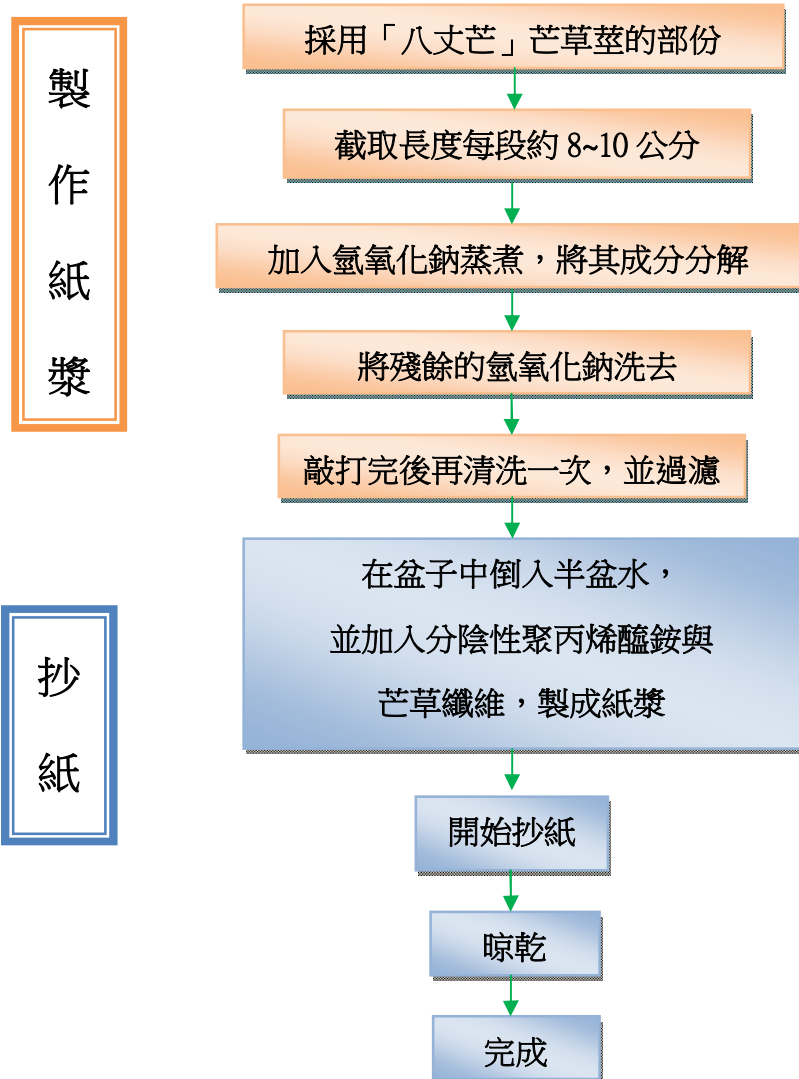 製作紙漿
採用「八丈芒」芒草莖的部份
截取長度每段約 8~10 公分
加入氫氧化鈉蒸煮，將其成分分解
將殘餘的氫氧化鈉洗去
敲打完後再清洗一次，並過濾
抄紙
在盆子中倒入半盆水，
並加入分陰性聚丙烯醯銨與
芒草纖維，製成紙漿
開始抄紙
晾乾
完成